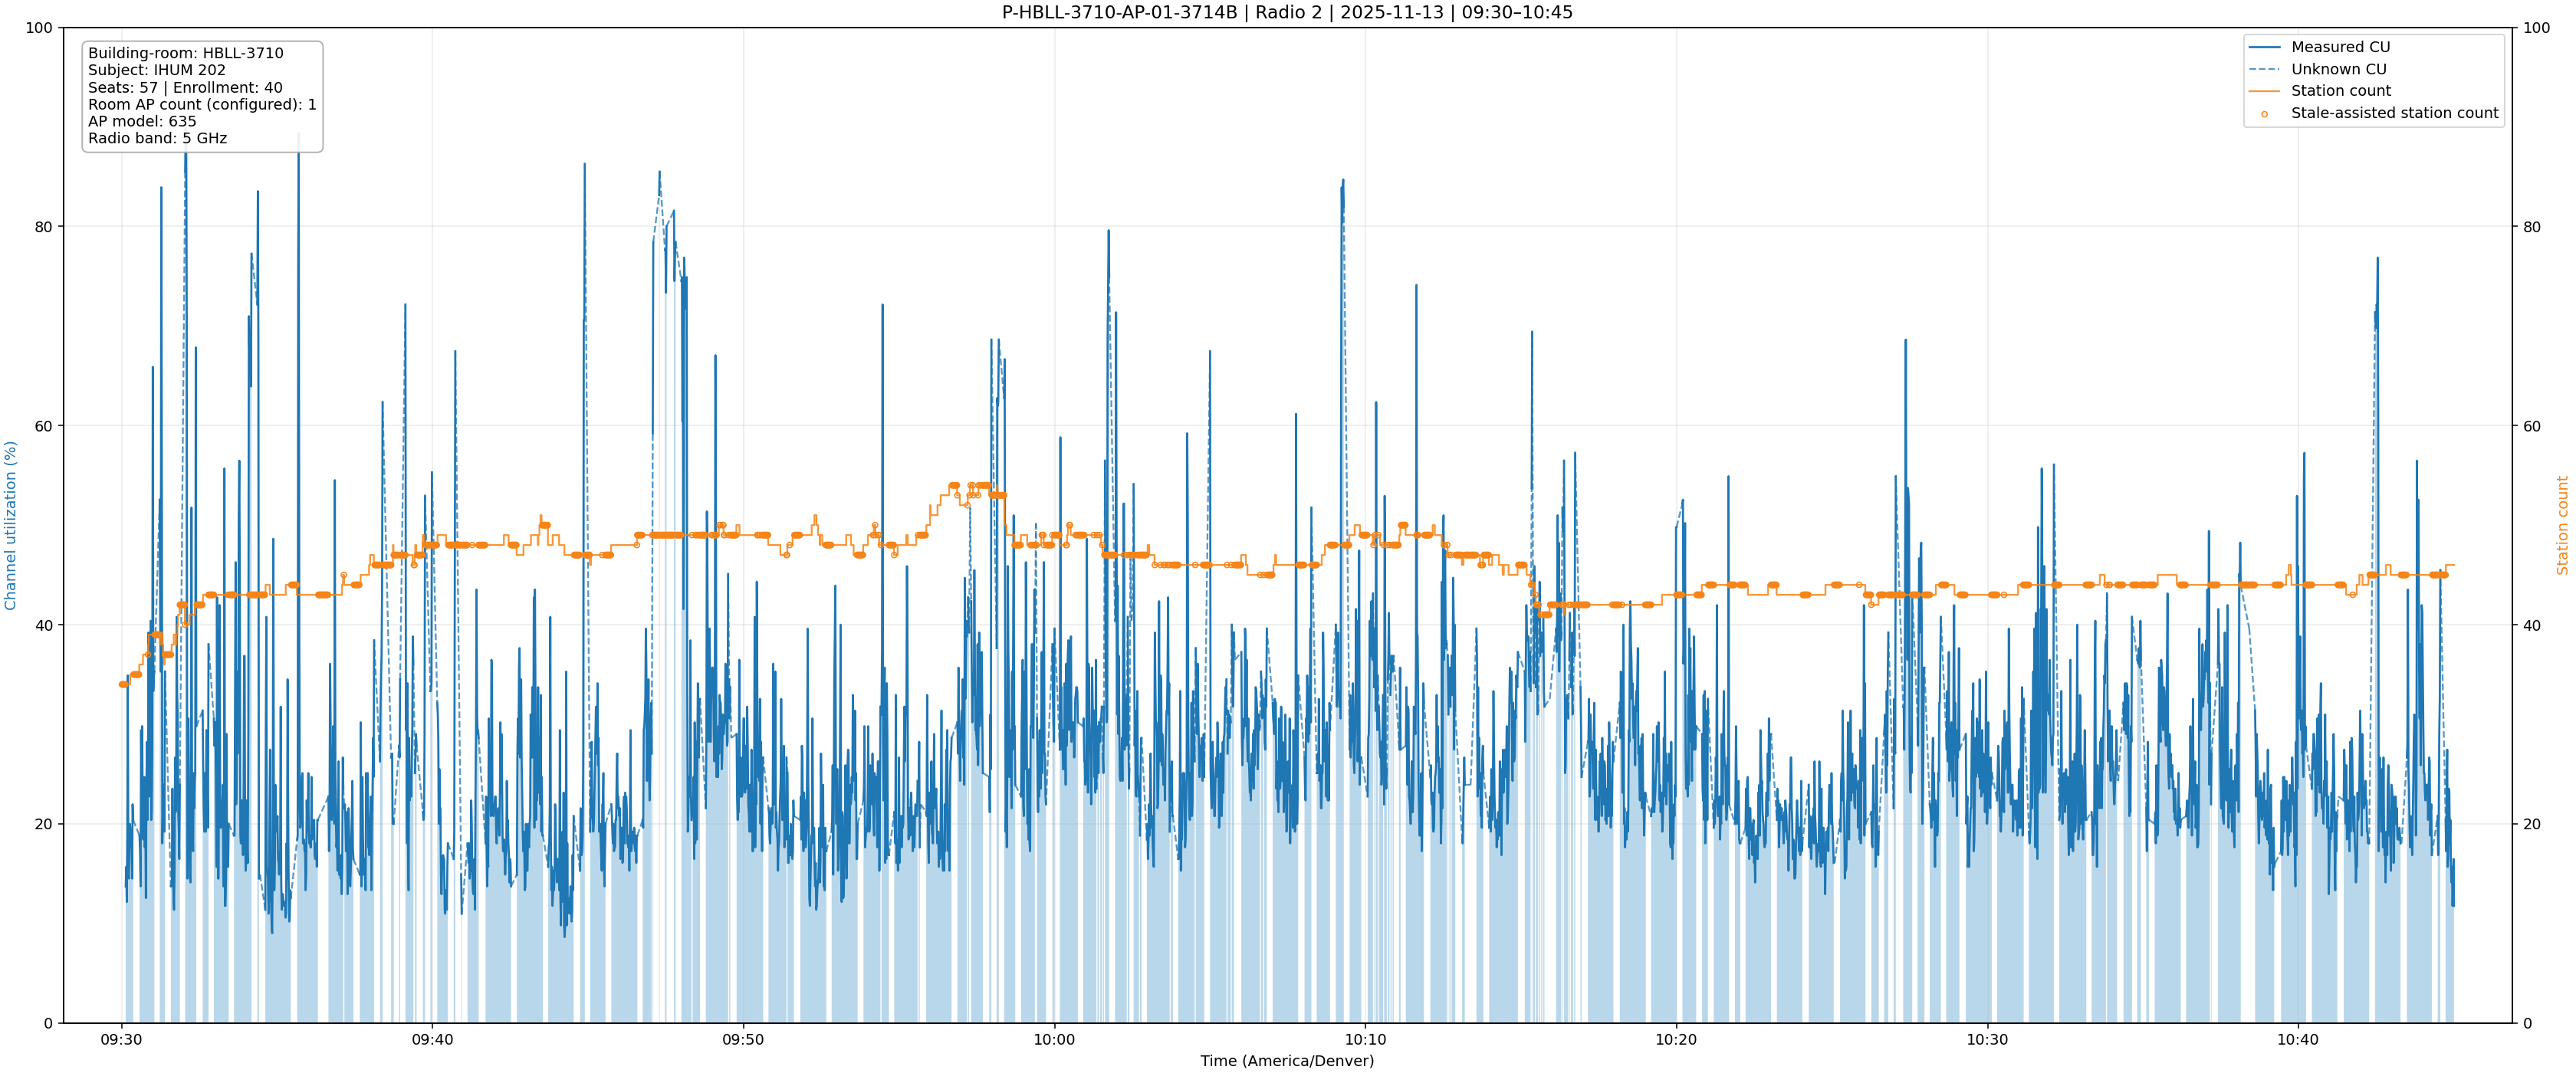 P-HBLL-3710-AP-01-3714B | Radio 2 | 2025-11-13 | 09:30–10:45
Building-room: HBLL-3710
Subject: IHUM 202
Seats: 57 | Enrollment: 40
Room AP count (configured): 1
AP model: 635
Radio band: 5 GHz
Measured CU
Unknown CU
Station count
Stale-assisted station count
Channel utilization (%)
100
80
60
40
20
0
100
80
60
40
20
0
Station count
09:30
09:40
09:50
10:00
10:10
10:20
10:30
10:40
Time (America/Denver)